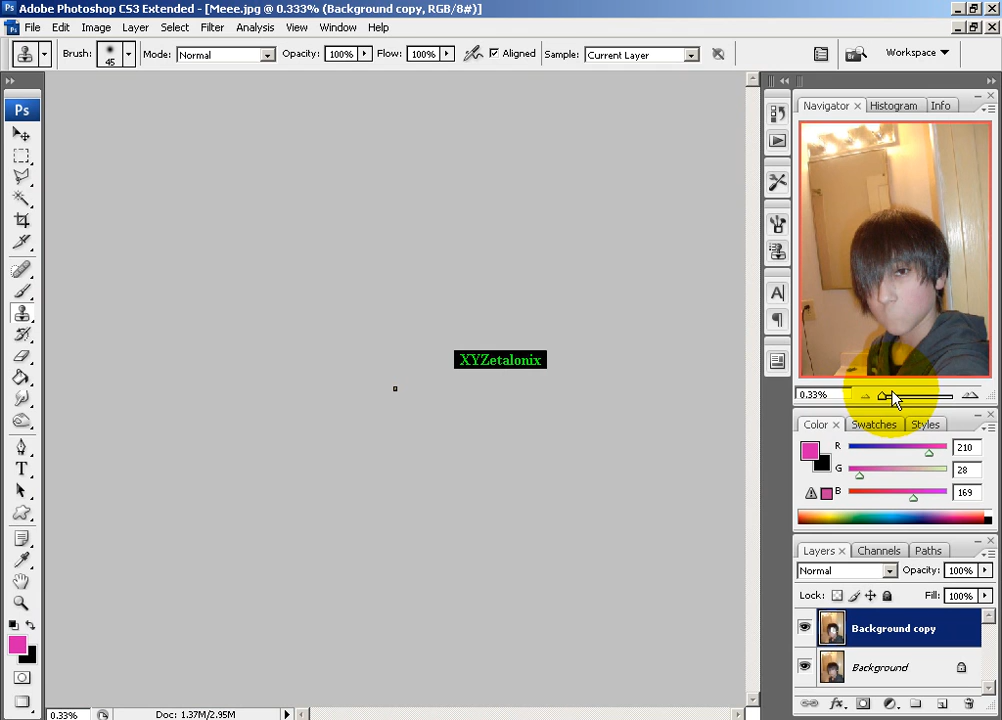 Adobe Photoshop CS3 Extended - [Meee.jpg @ 0.333% (Background copy, RGB/8#)]
File Edit Image Layer Select Filter Analysis View Window Help
Brush: 45 Mode: Normal Opacity: 100% Flow: 100% Aligned Sample: Current Layer Workspace
Ps
Navigator Histogram Info
XYZetalonix
0.33%
Color Swatches Styles
R 210
G 28
B 169
Layers Channels Paths
Normal Opacity: 100%
Lock: Fill: 100%
Background copy
Background
0.33% Doc: 1.37M/2.95M